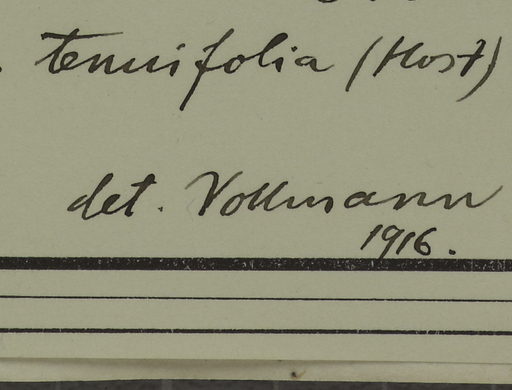 tenuifolia (Host)
det. Vollmann
1916.